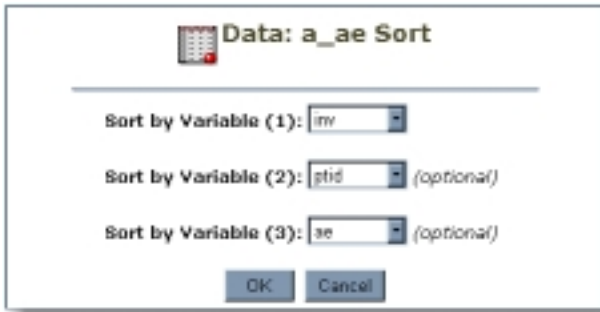 Data: a_ae Sort
Sort by Variable (1): inv
Sort by Variable (2): ptid (optional)
Sort by Variable (3): ae (optional)
OK Cancel